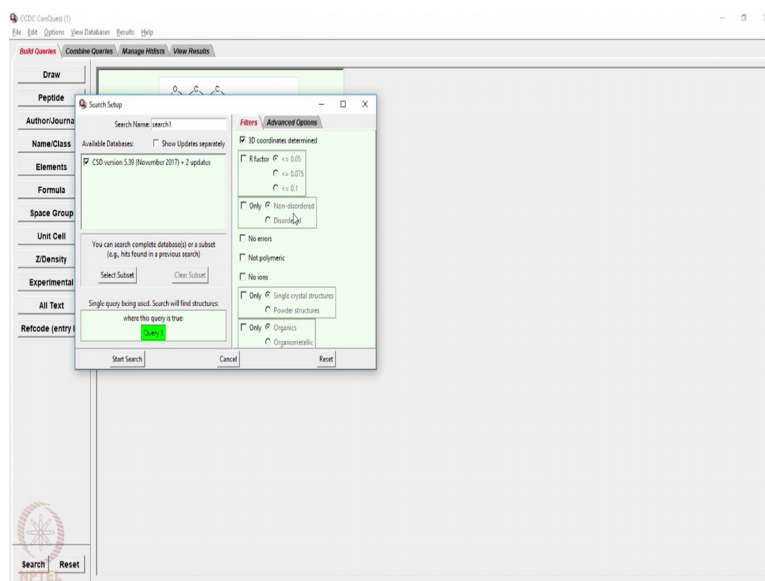 CCDC ConQuest (1)
File Edit Options View Databases Results Help
Build Queries Combine Queries Manage Hitlists View Results
Draw
Peptide
Author/Journa
Name/Class
Elements
Formula
Space Group
Unit Cell
Z/Density
Experimental
All Text
Refcode (entry
Search Reset
NPTEL
O C C
Search Setup
Search Name: search1
Available Databases: Show Updates separately
CSD version 5.39 (November 2017) + 2 updates
You can search complete database(s) or a subset
(e.g., hits found in a previous search)
Select Subset Clear Subset
Single query being used. Search will find structures:
where this query is true:
Query 1
Filters Advanced Options
3D coordinates determined
R factor <= 0.05
<= 0.075
<= 0.1
Only Non-disordered
Disordered
No errors
Not polymeric
No ions
Only Single crystal structures
Powder structures
Only Organics
Organometallic
Start Search Cancel Reset